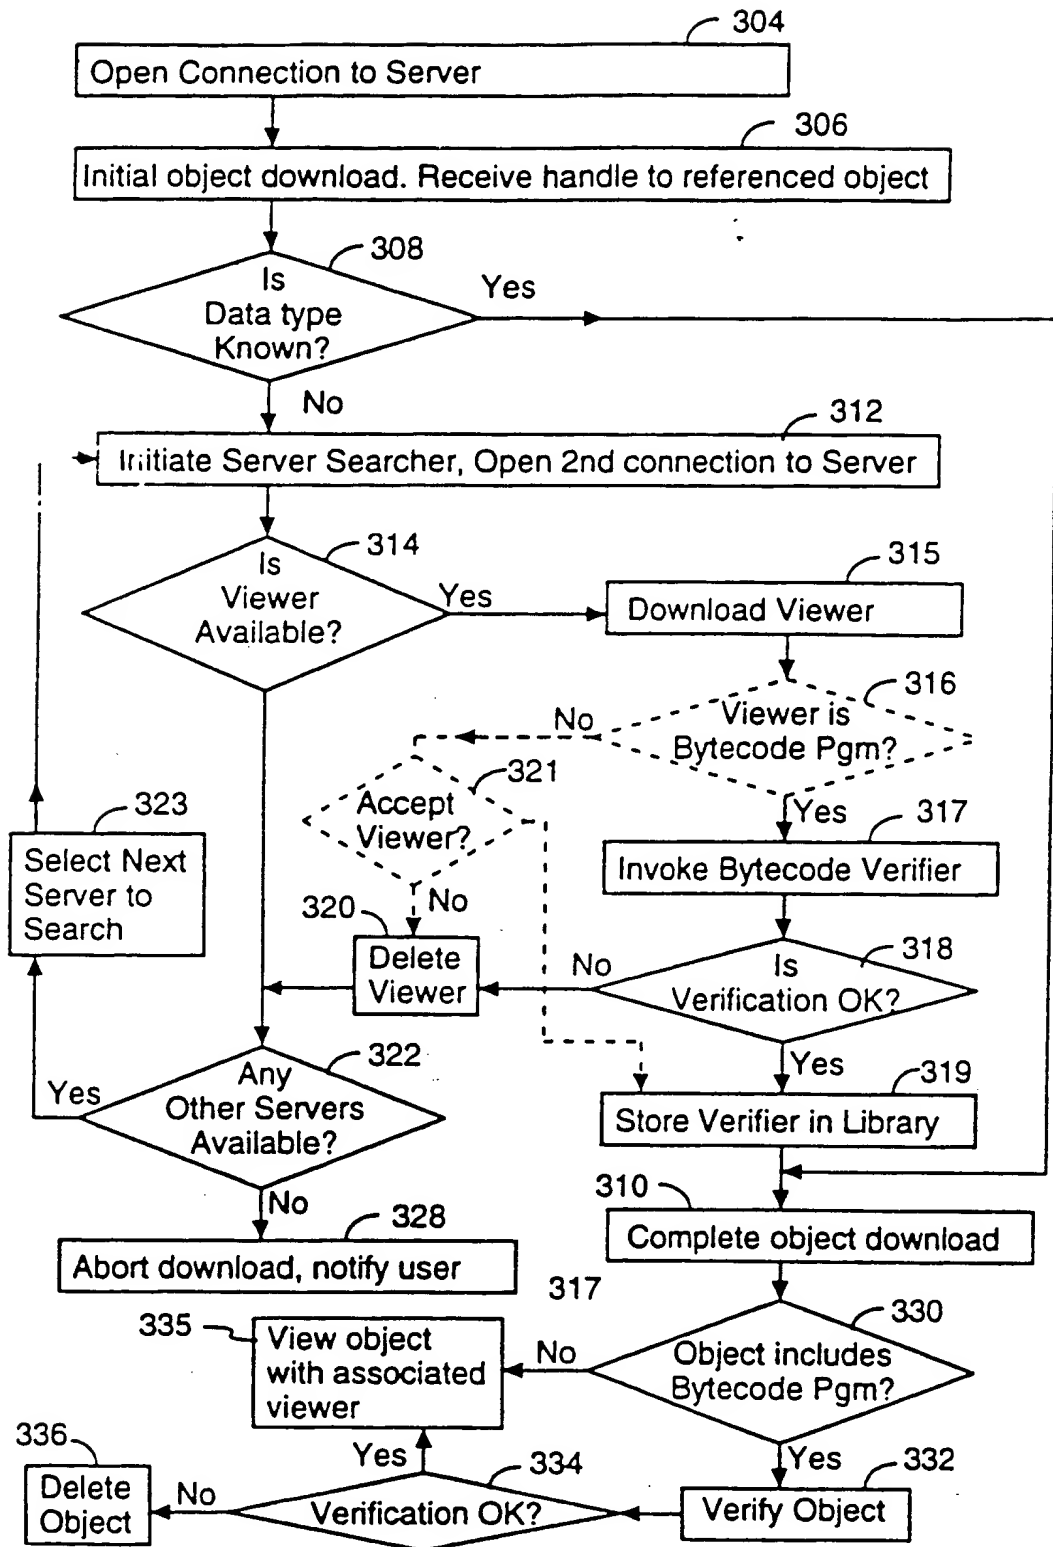 304
Open Connection to Server
306
Initial object download. Receive handle to referenced object
308
Is
Data type
Known?
Yes
No
312
Initiate Server Searcher, Open 2nd connection to Server
314
Is
Viewer
Available?
Yes
315
Download Viewer
316
Viewer is
Bytecode Pgm?
No
Yes
321
Accept
Viewer?
No
323
Select Next
Server to
Search
317
Invoke Bytecode Verifier
320
Delete
Viewer
No
318
Is
Verification OK?
Yes
322
Any
Other Servers
Available?
Yes
No
319
Store Verifier in Library
310
Complete object download
328
Abort download, notify user
317
330
Object includes
Bytecode Pgm?
No
Yes
335
View object
with associated
viewer
336
Delete
Object
No
Yes
334
Verification OK?
332
Verify Object